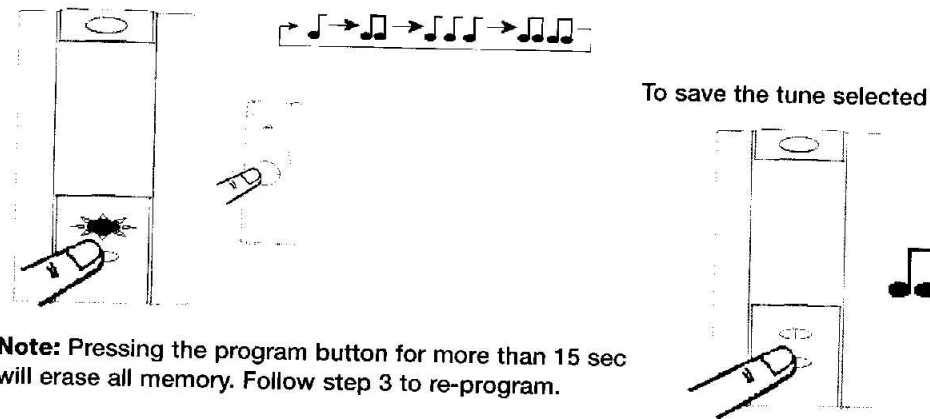 To save the tune selected
Note: Pressing the program button for more than 15 sec
will erase all memory. Follow step 3 to re-program.